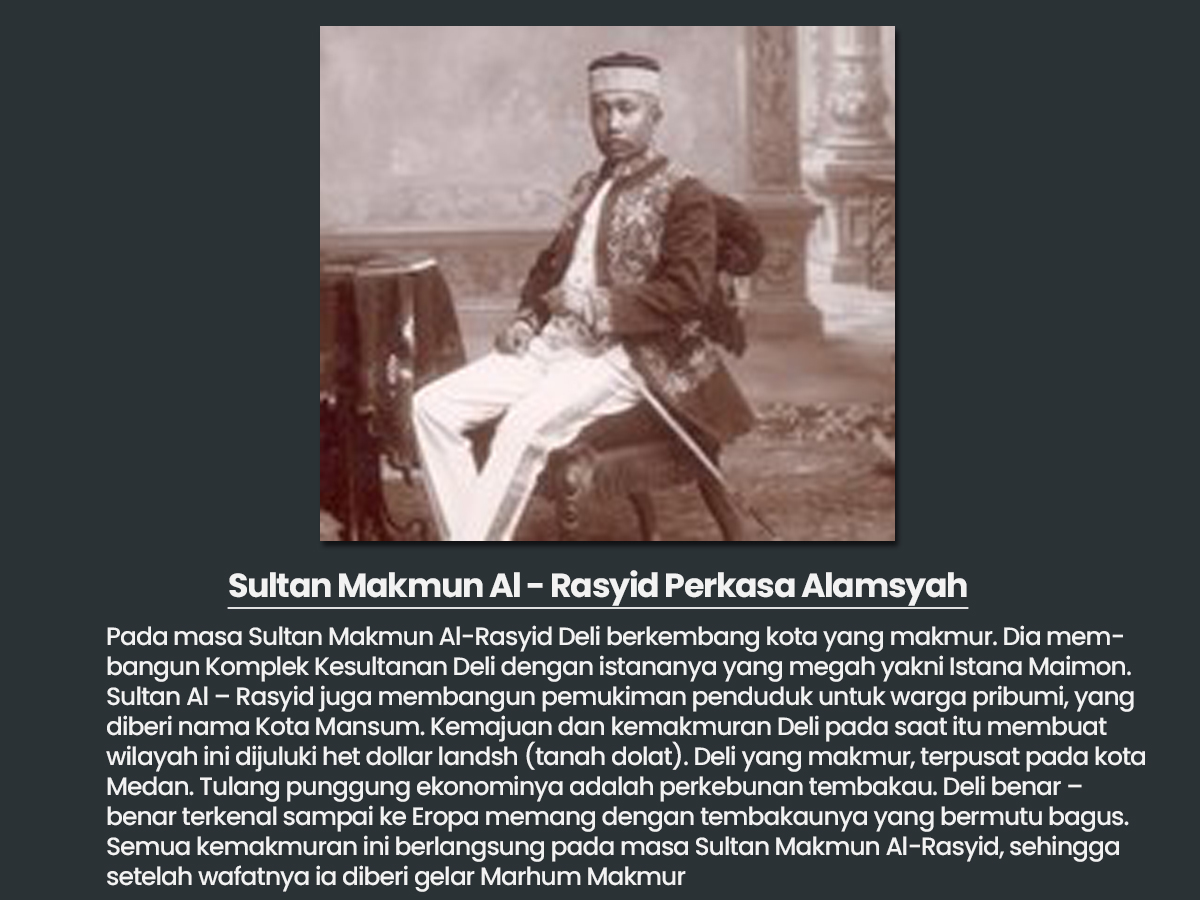 Sultan Makmun Al - Rasyid Perkasa Alamsyah
Pada masa Sultan Makmun Al-Rasyid Deli berkembang kota yang makmur. Dia mem-
bangun Komplek Kesultanan Deli dengan istananya yang megah yakni Istana Maimon.
Sultan Al – Rasyid juga membangun pemukiman penduduk untuk warga pribumi, yang
diberi nama Kota Mansum. Kemajuan dan kemakmuran Deli pada saat itu membuat
wilayah ini dijuluki het dollar landsh (tanah dolat). Deli yang makmur, terpusat pada kota
Medan. Tulang punggung ekonominya adalah perkebunan tembakau. Deli benar –
benar terkenal sampai ke Eropa memang dengan tembakaunya yang bermutu bagus.
Semua kemakmuran ini berlangsung pada masa Sultan Makmun Al-Rasyid, sehingga
setelah wafatnya ia diberi gelar Marhum Makmur